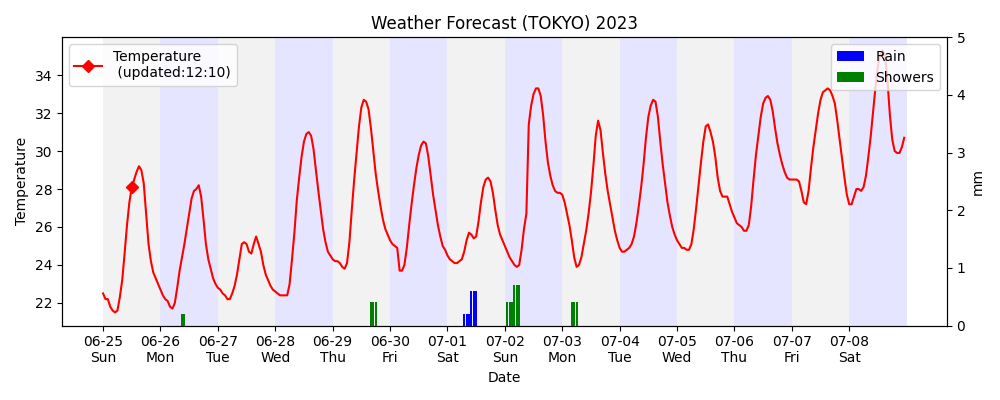 Weather Forecast (TOKYO) 2023
Temperature
(updated:12:10)
Rain
Showers
Temperature
34
32
30
28
26
24
22
5
4
3
2
1
0
mm
06-25 06-26 06-27 06-28 06-29 06-30 07-01 07-02 07-03 07-04 07-05 07-06 07-07 07-08
Sun Mon Tue Wed Thu Fri Sat Sun Mon Tue Wed Thu Fri Sat
Date